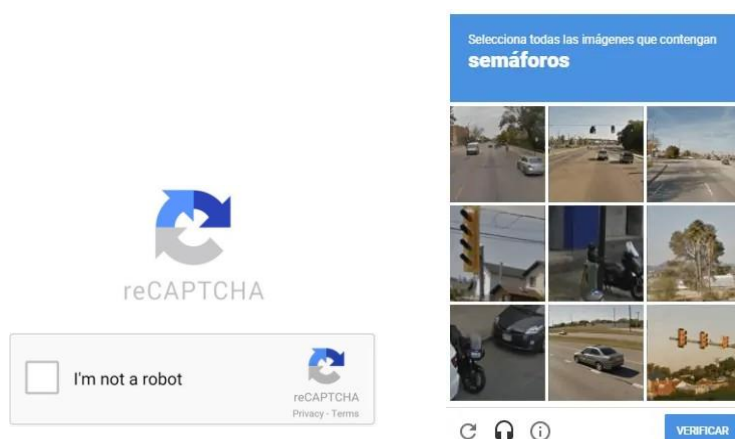 reCAPTCHA
I'm not a robot
reCAPTCHA
Privacy - Terms
Selecciona todas las imágenes que contengan
semáforos
VERIFICAR